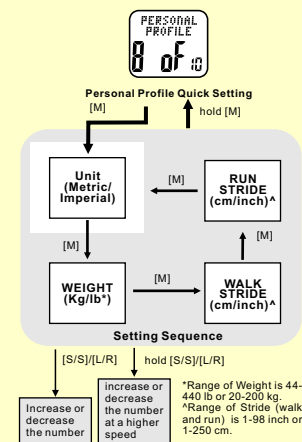 PERSONAL
PROFILE
8 oF 10
Personal Profile Quick Setting
[M]
hold [M]
Unit
(Metric/
Imperial)
[M]
RUN
STRIDE
(cm/inch)^
[M]
[M]
WEIGHT
(Kg/lb*)
[M]
WALK
STRIDE
(cm/inch)^
Setting Sequence
[S/S]/[L/R]
hold [S/S]/[L/R]
Increase or
decrease
the number
increase or
decrease
the number
at a higher
speed
*Range of Weight is 44-
440 lb or 20-200 kg.
^Range of Stride (walk
and run) is 1-98 inch or
1-250 cm.